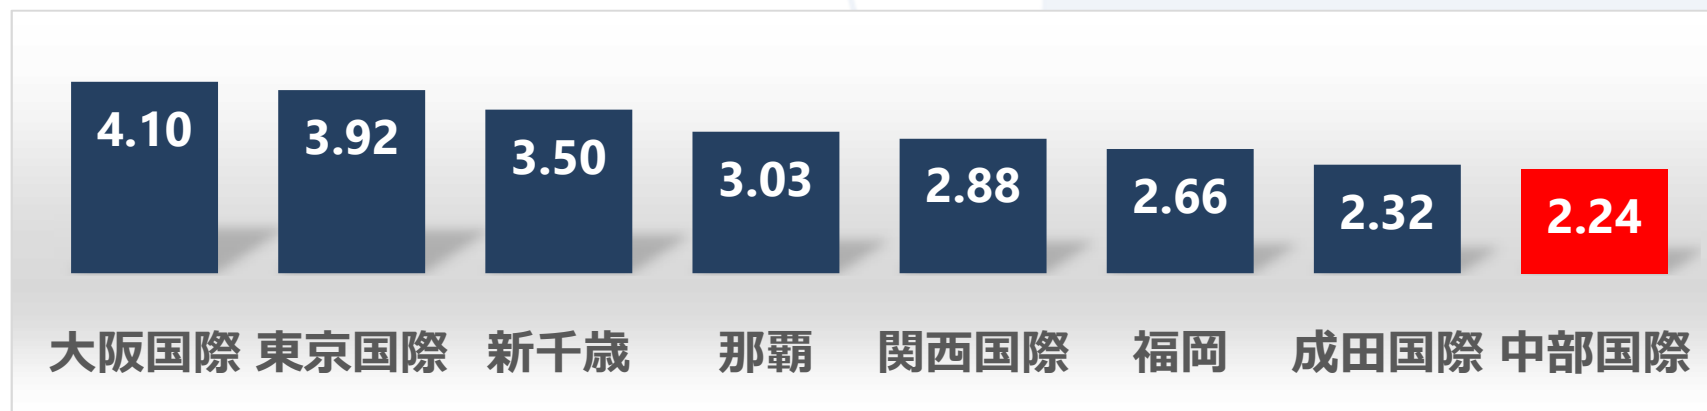 4.10 3.92 3.50 3.03 2.88 2.66 2.32 2.24
大阪国際 東京国際 新千歳 那覇 関西国際 福岡 成田国際 中部国際